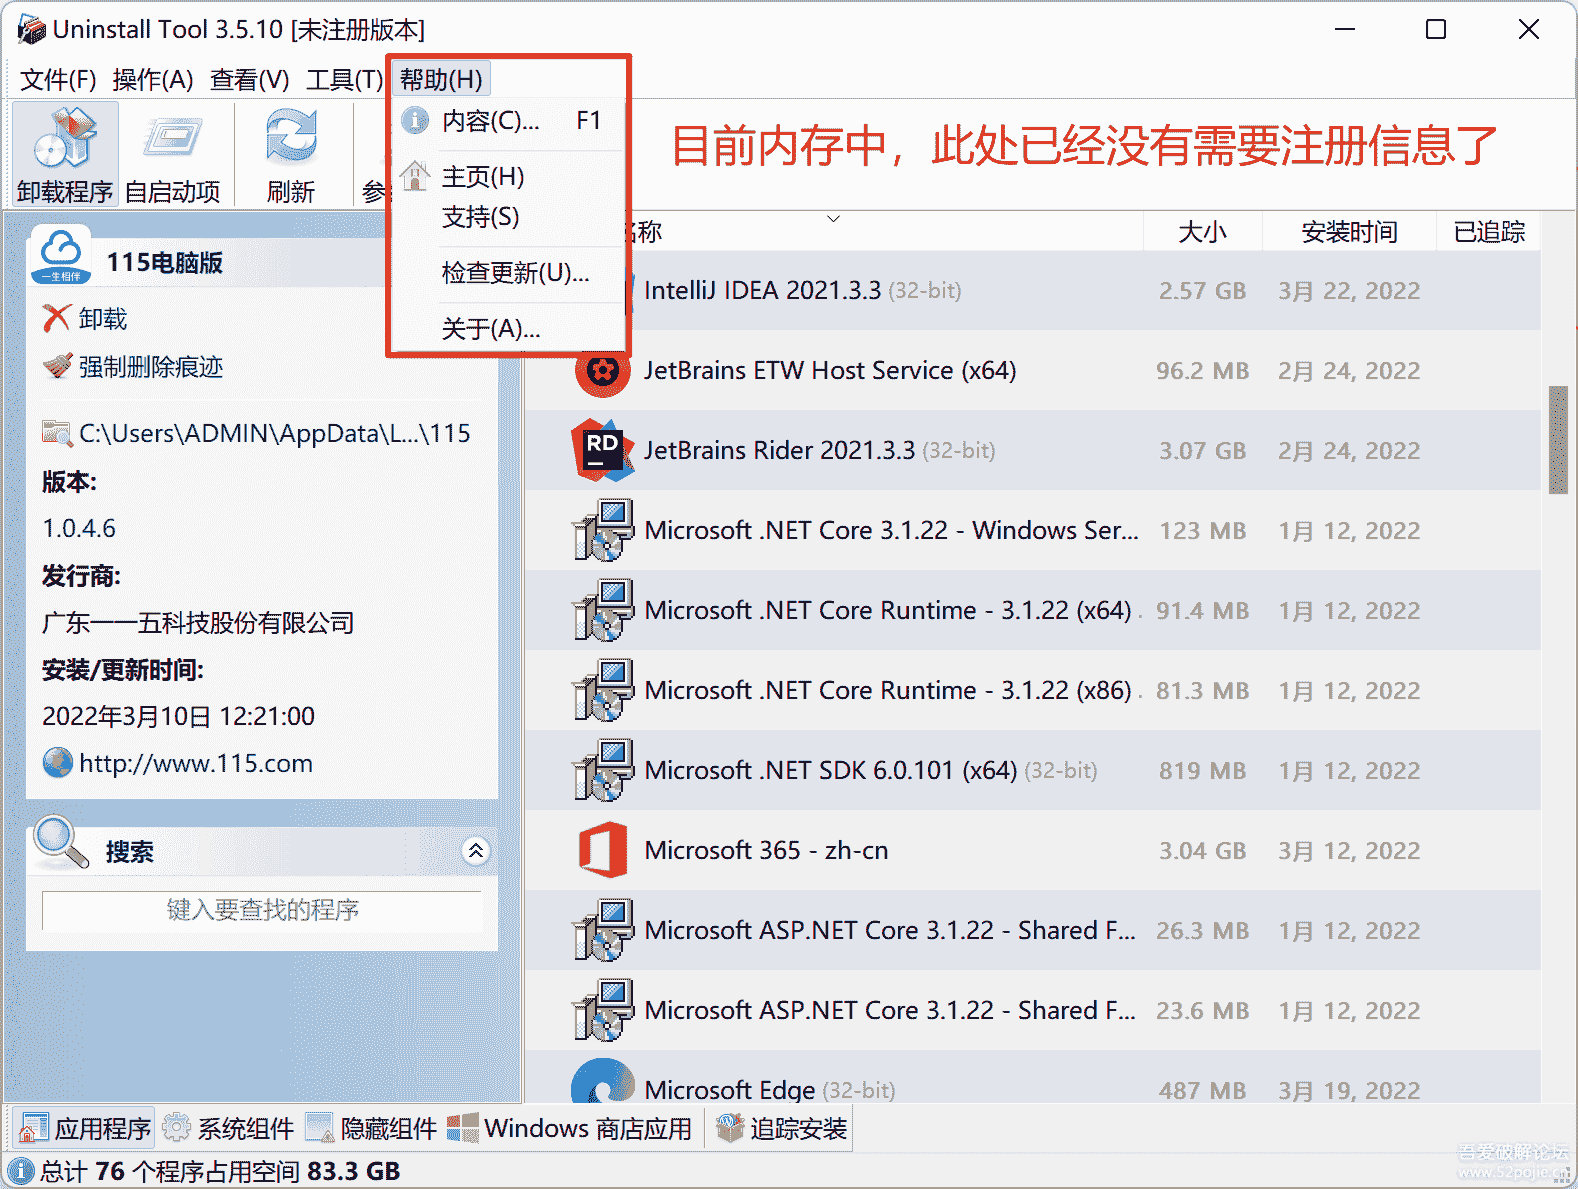 Uninstall Tool 3.5.10 [未注册版本]
文件(F) 操作(A) 查看(V) 工具(T) 帮助(H)
内容(C)... F1
主页(H)
支持(S)
检查更新(U)...
关于(A)...
目前内存中，此处已经没有需要注册信息了
卸载程序 自启动项 刷新 参
名称 大小 安装时间 已追踪
一生相伴
115电脑版
卸载
强制删除痕迹
C:\Users\ADMIN\AppData\L...\115
版本:
1.0.4.6
发行商:
广东一一五科技股份有限公司
安装/更新时间:
2022年3月10日 12:21:00
http://www.115.com
搜索
键入要查找的程序
IntelliJ IDEA 2021.3.3 (32-bit) 2.57 GB 3月 22, 2022
JetBrains ETW Host Service (x64) 96.2 MB 2月 24, 2022
RD
JetBrains Rider 2021.3.3 (32-bit) 3.07 GB 2月 24, 2022
Microsoft .NET Core 3.1.22 - Windows Ser... 123 MB 1月 12, 2022
Microsoft .NET Core Runtime - 3.1.22 (x64) . 91.4 MB 1月 12, 2022
Microsoft .NET Core Runtime - 3.1.22 (x86) . 81.3 MB 1月 12, 2022
Microsoft .NET SDK 6.0.101 (x64) (32-bit) 819 MB 1月 12, 2022
Microsoft 365 - zh-cn 3.04 GB 3月 12, 2022
Microsoft ASP.NET Core 3.1.22 - Shared F... 26.3 MB 1月 12, 2022
Microsoft ASP.NET Core 3.1.22 - Shared F... 23.6 MB 1月 12, 2022
Microsoft Edge (32-bit) 487 MB 3月 19, 2022
应用程序 系统组件 隐藏组件 Windows 商店应用 追踪安装
总计 76 个程序占用空间 83.3 GB
吾爱破解论坛
www.52pojie.cn